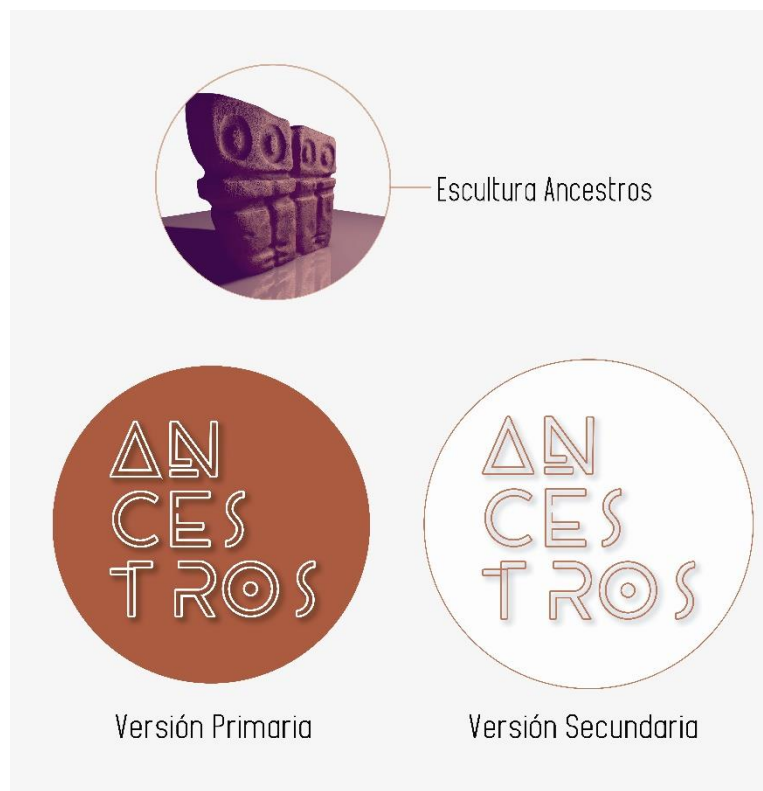 Escultura Ancestros
AN
CES
TROS
AN
CES
TROS
Versión Primaria
Versión Secundaria